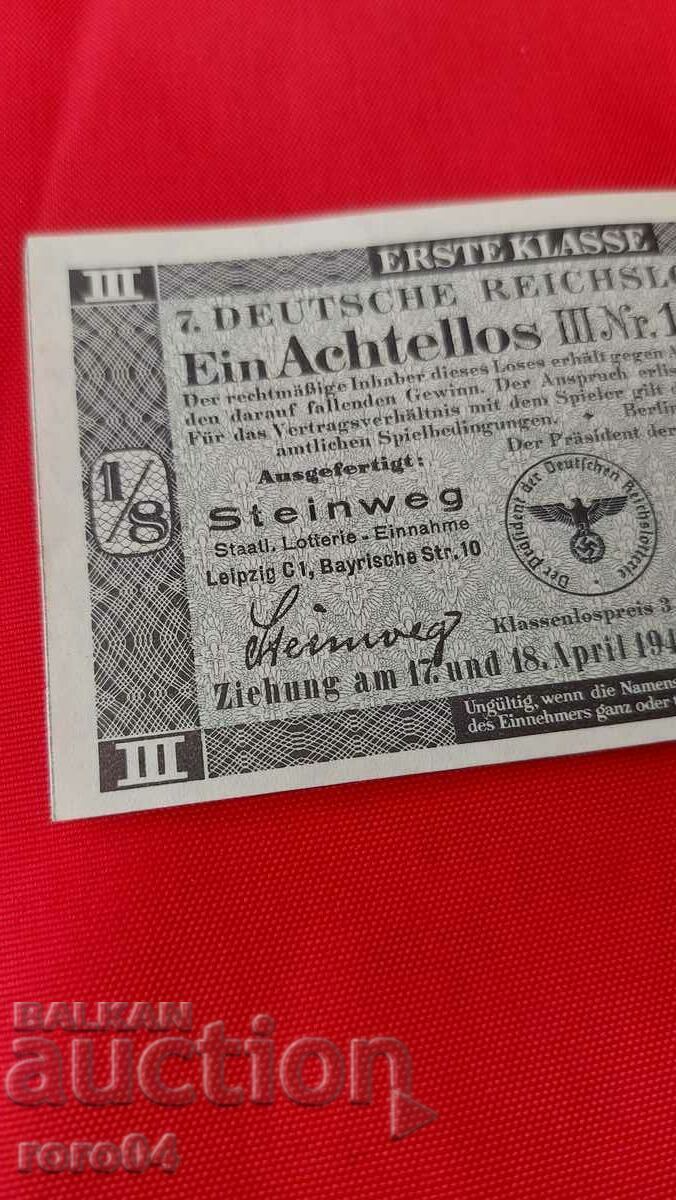 ERSTE KLASSE
III
7. DEUTSCHE REICHSLO
Ein Achtellos III Nr. 1
Der rechtmäßige Inhaber dieses Loses erhält gegen A
den darauf fallenden Gewinn. Der Anspruch erlis
Für das Vertragsverhältnis mit dem Spieler gilt d
amtlichen Spielbedingungen. Berlin
Der Präsident der
Ausgefertigt:
1/8
Steinweg
Staatl. Lotterie-Einnahme
Leipzig C1, Bayrische Str. 10
Der Präsident der Deutschen Reichslotterie
Steinweg
Klassenlospreis 3
Ziehung am 17. und 18. April 194
III
Ungültig, wenn die Namens
des Einnehmers ganz oder t
BALKAN
auction
roro04